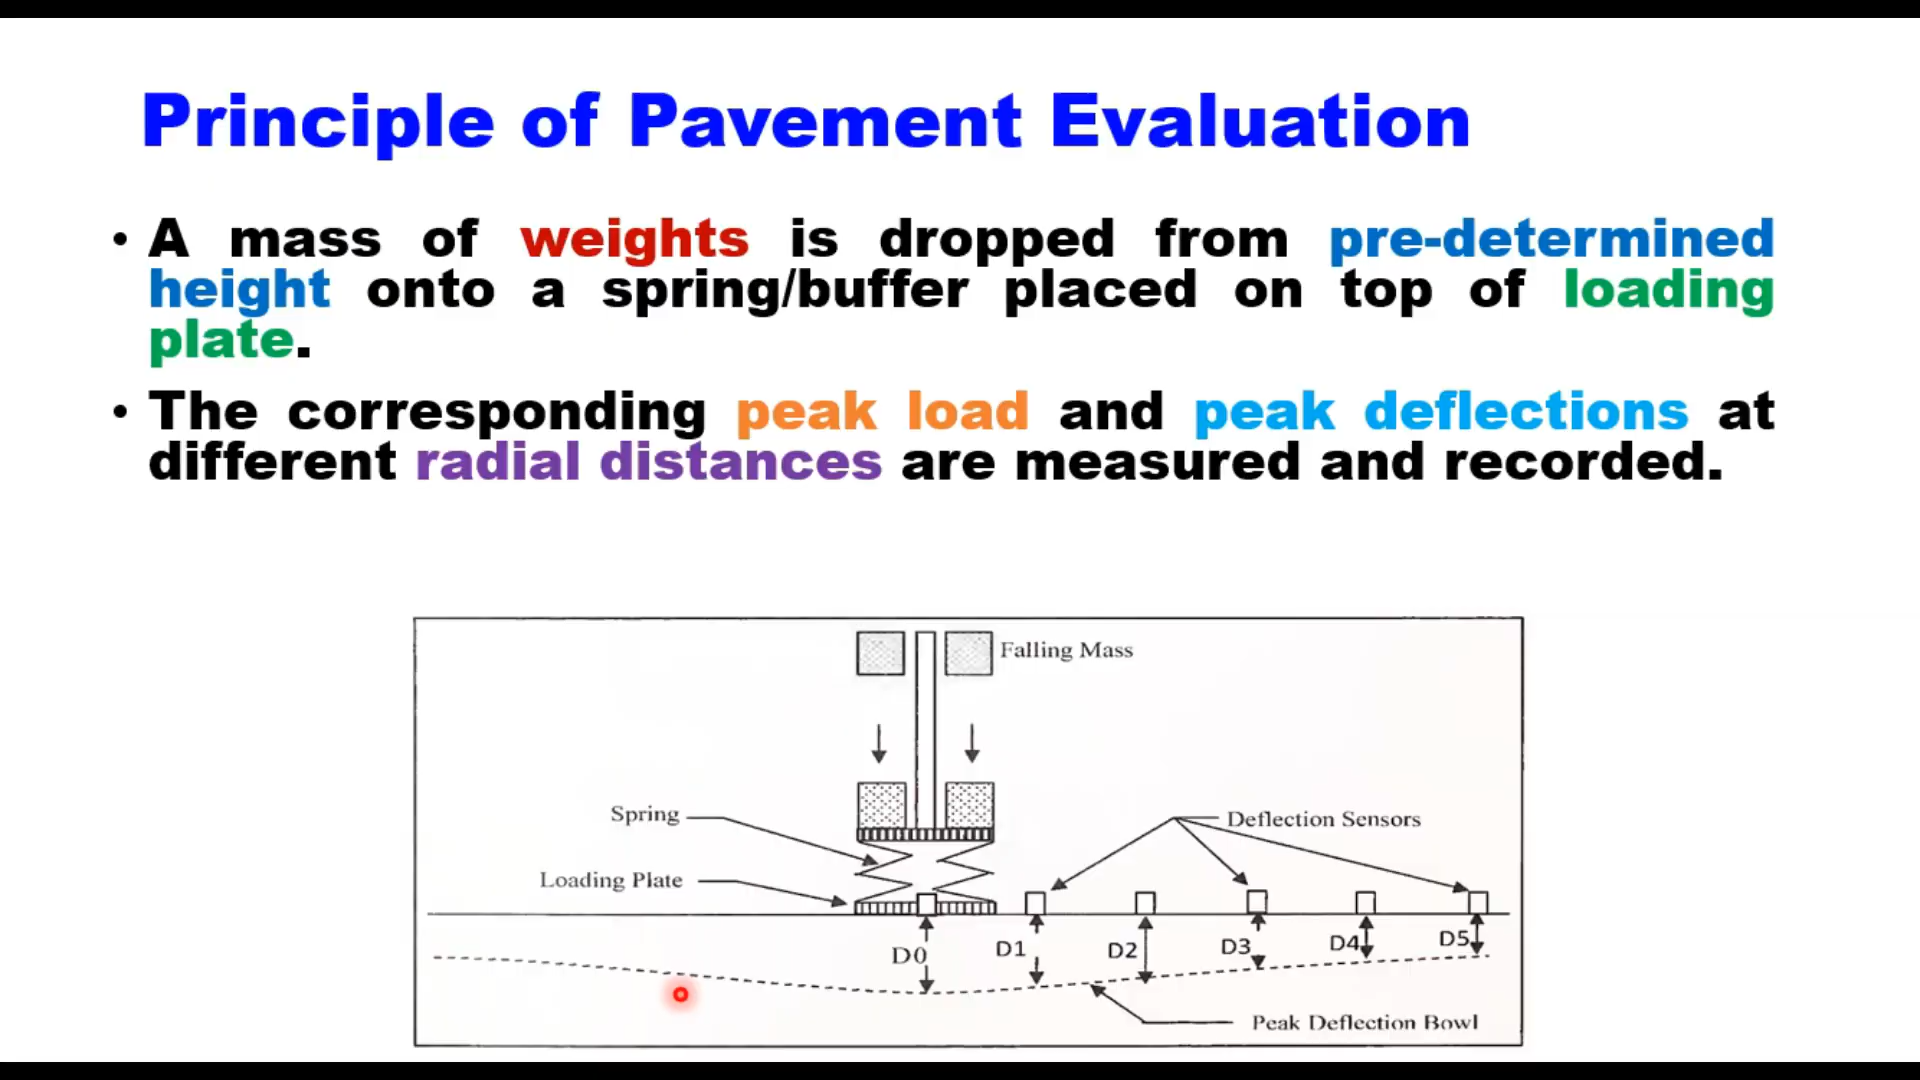 Principle of Pavement Evaluation
• A mass of weights is dropped from pre-determined
height onto a spring/buffer placed on top of loading
plate.
• The corresponding peak load and peak deflections at
different radial distances are measured and recorded.
Falling Mass
Spring
Deflection Sensors
Loading Plate
D0 D1 D2 D3 D4 D5
Peak Deflection Bowl